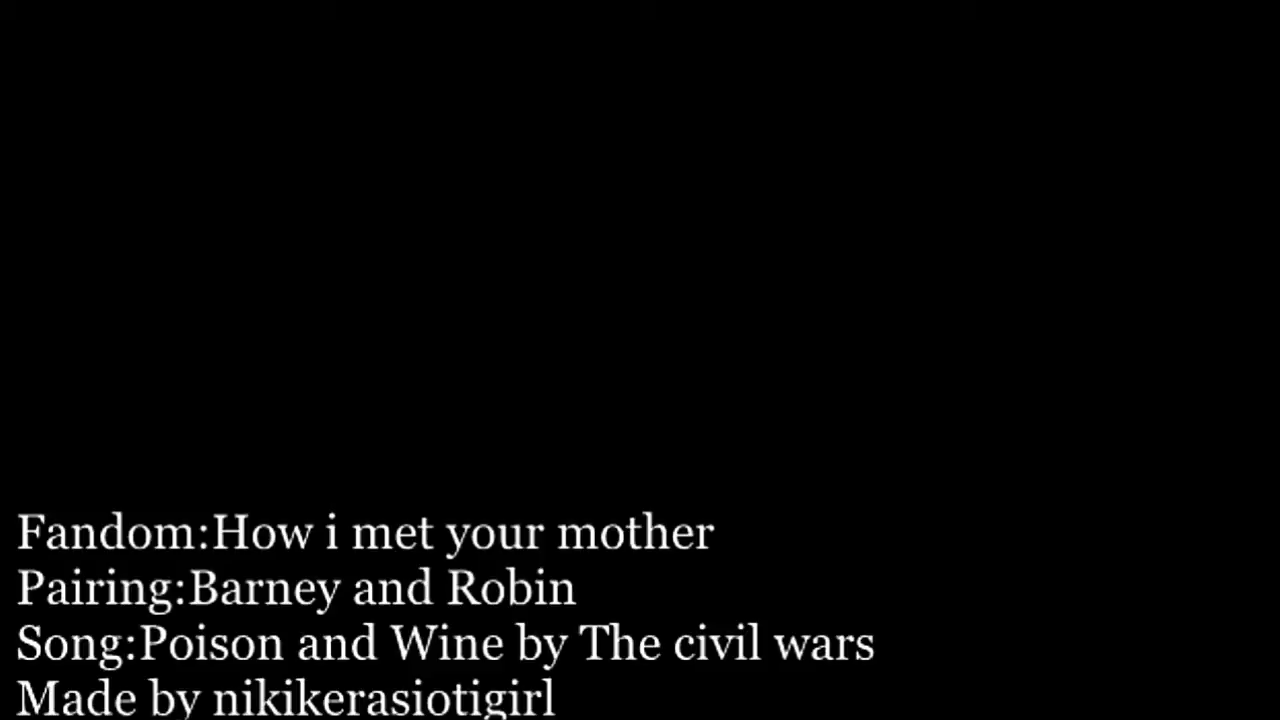 Fandom:How i met your mother
Pairing:Barney and Robin
Song:Poison and Wine by The civil wars
Made by nikikerasiotigirl